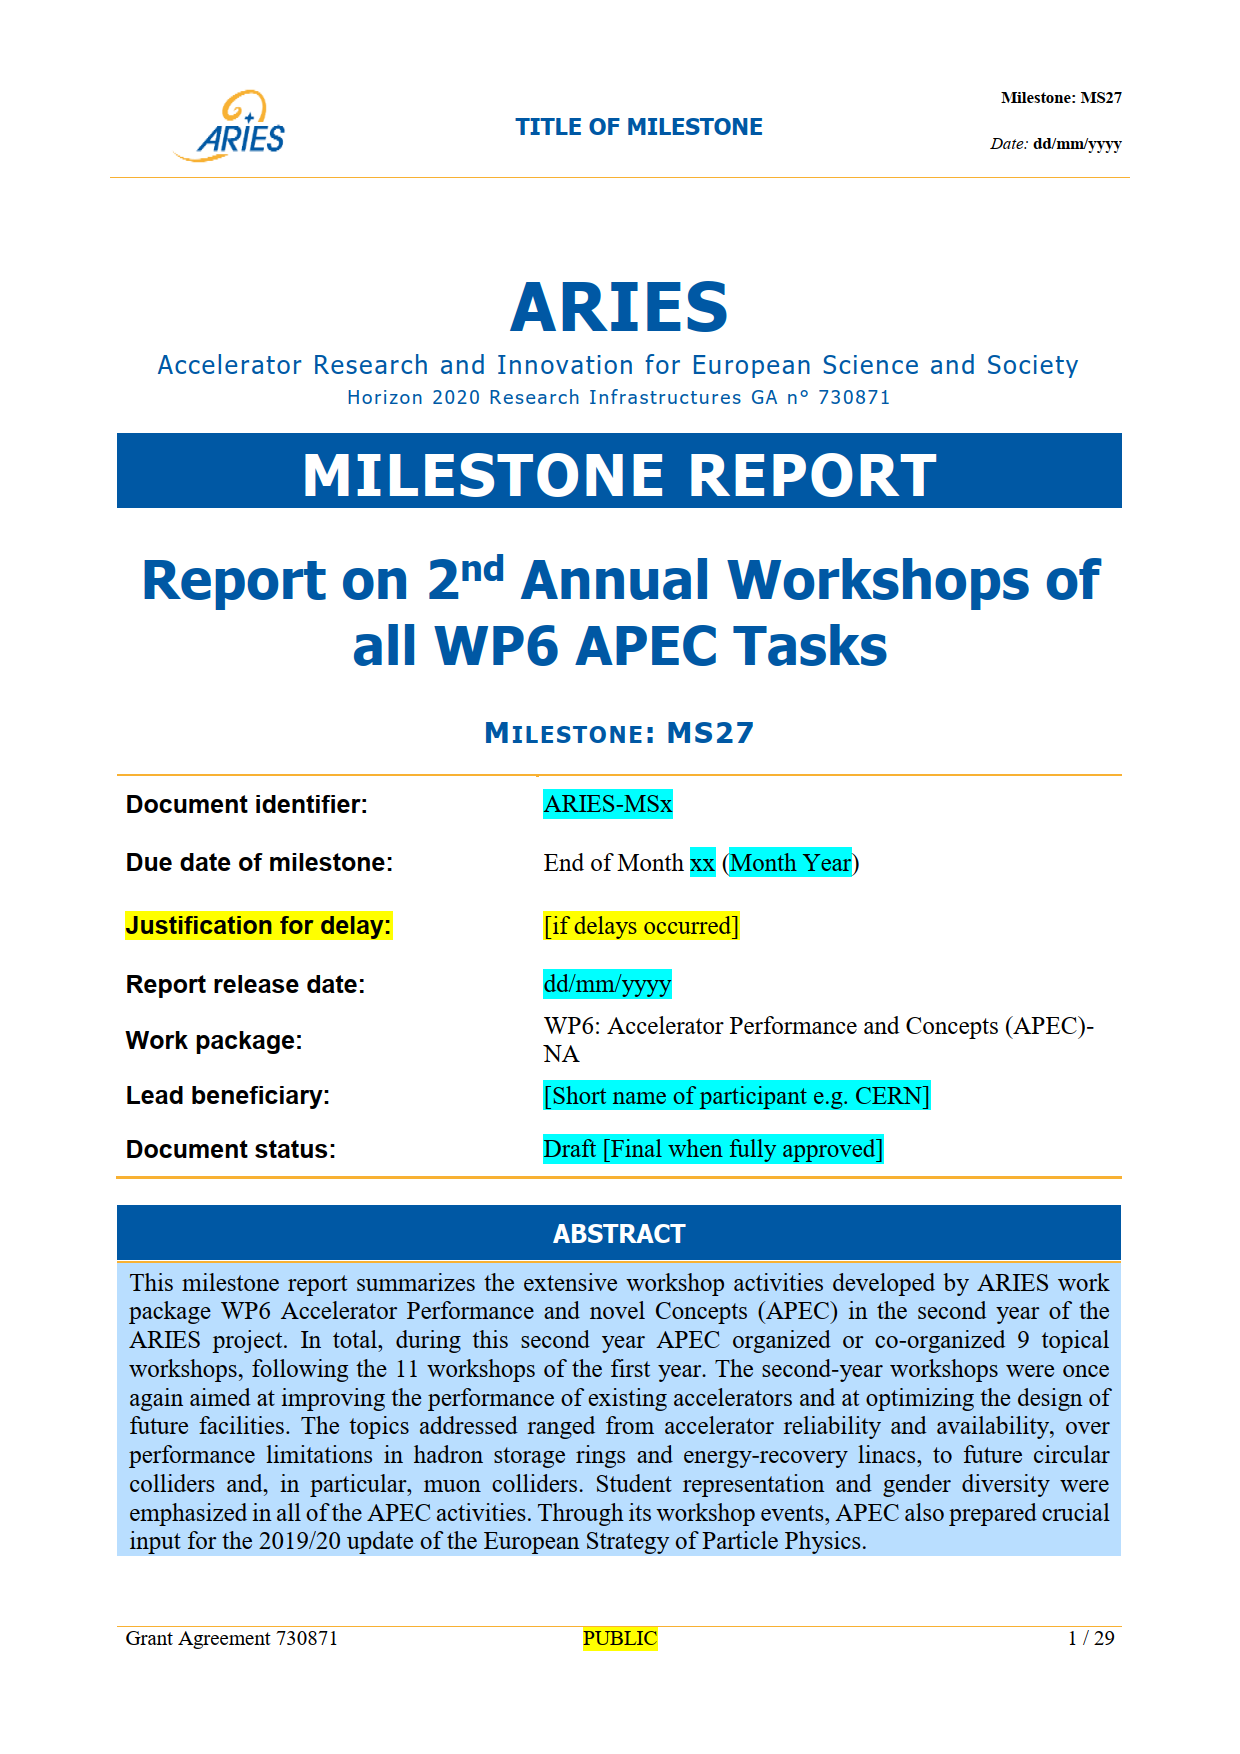 ARIES
TITLE OF MILESTONE
Milestone: MS27
Date: dd/mm/yyyy
ARIES
Accelerator Research and Innovation for European Science and Society
Horizon 2020 Research Infrastructures GA n° 730871
MILESTONE REPORT
Report on 2nd Annual Workshops of
all WP6 APEC Tasks
MILESTONE: MS27
Document identifier: ARIES-MSx
Due date of milestone: End of Month xx (Month Year)
Justification for delay: [if delays occurred]
Report release date: dd/mm/yyyy
Work package: WP6: Accelerator Performance and Concepts (APEC)-
NA
Lead beneficiary: [Short name of participant e.g. CERN]
Document status: Draft [Final when fully approved]
ABSTRACT
This milestone report summarizes the extensive workshop activities developed by ARIES work
package WP6 Accelerator Performance and novel Concepts (APEC) in the second year of the
ARIES project. In total, during this second year APEC organized or co-organized 9 topical
workshops, following the 11 workshops of the first year. The second-year workshops were once
again aimed at improving the performance of existing accelerators and at optimizing the design of
future facilities. The topics addressed ranged from accelerator reliability and availability, over
performance limitations in hadron storage rings and energy-recovery linacs, to future circular
colliders and, in particular, muon colliders. Student representation and gender diversity were
emphasized in all of the APEC activities. Through its workshop events, APEC also prepared crucial
input for the 2019/20 update of the European Strategy of Particle Physics.
Grant Agreement 730871
PUBLIC
1 / 29